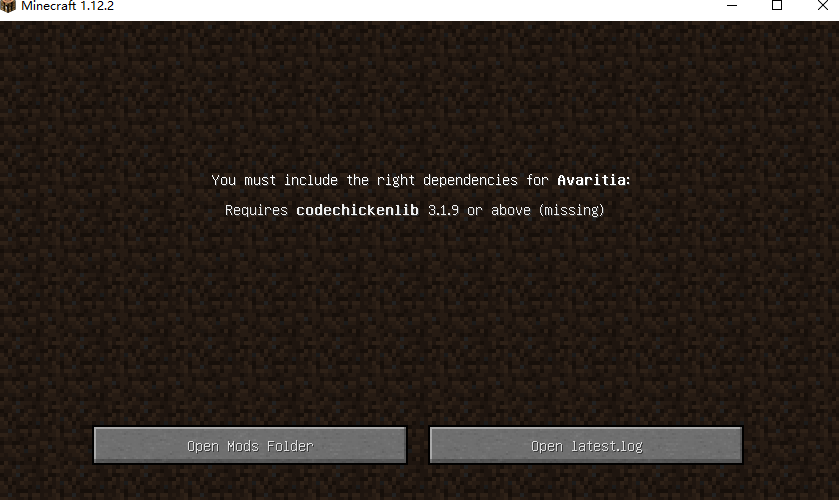 Minecraft 1.12.2
You must include the right dependencies for Avaritia:
Requires codechickenlib 3.1.9 or above (missing)
Open Mods Folder
Open latest.log